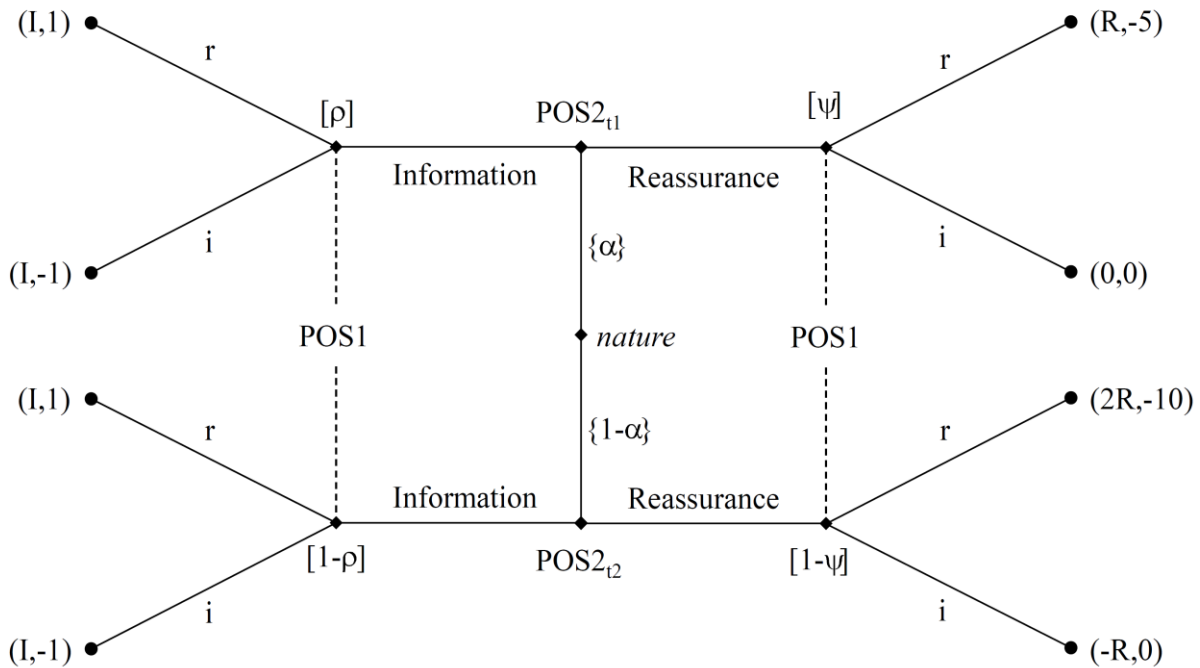 (I,1) (R,-5)
r r
[ρ] POS2t1 [ψ]
Information Reassurance
i {α} i
(I,-1) (0,0)
POS1 nature POS1
(I,1) (2R,-10)
r {1-α} r
Information Reassurance
[1-ρ] POS2t2 [1-ψ]
i i
(I,-1) (-R,0)